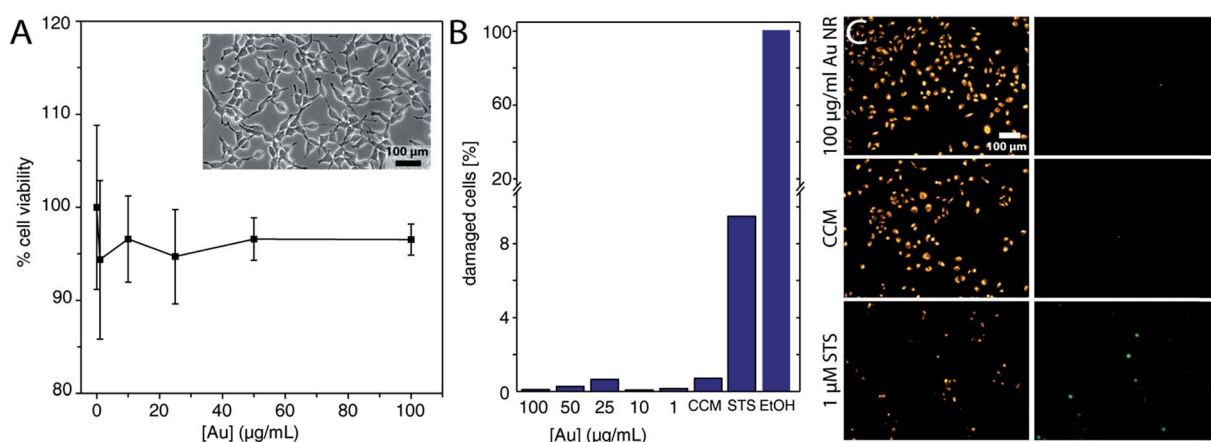 A
120
110
100
90
80
% cell viability
0 20 40 60 80 100
[Au] (µg/mL)
100 µm
B
100
80
60
40
20
8
4
0
damaged cells [%]
100 50 25 10 1 CCM STS EtOH
[Au] (µg/mL)
C
100 µg/ml Au NR
100 µm
CCM
1 µM STS